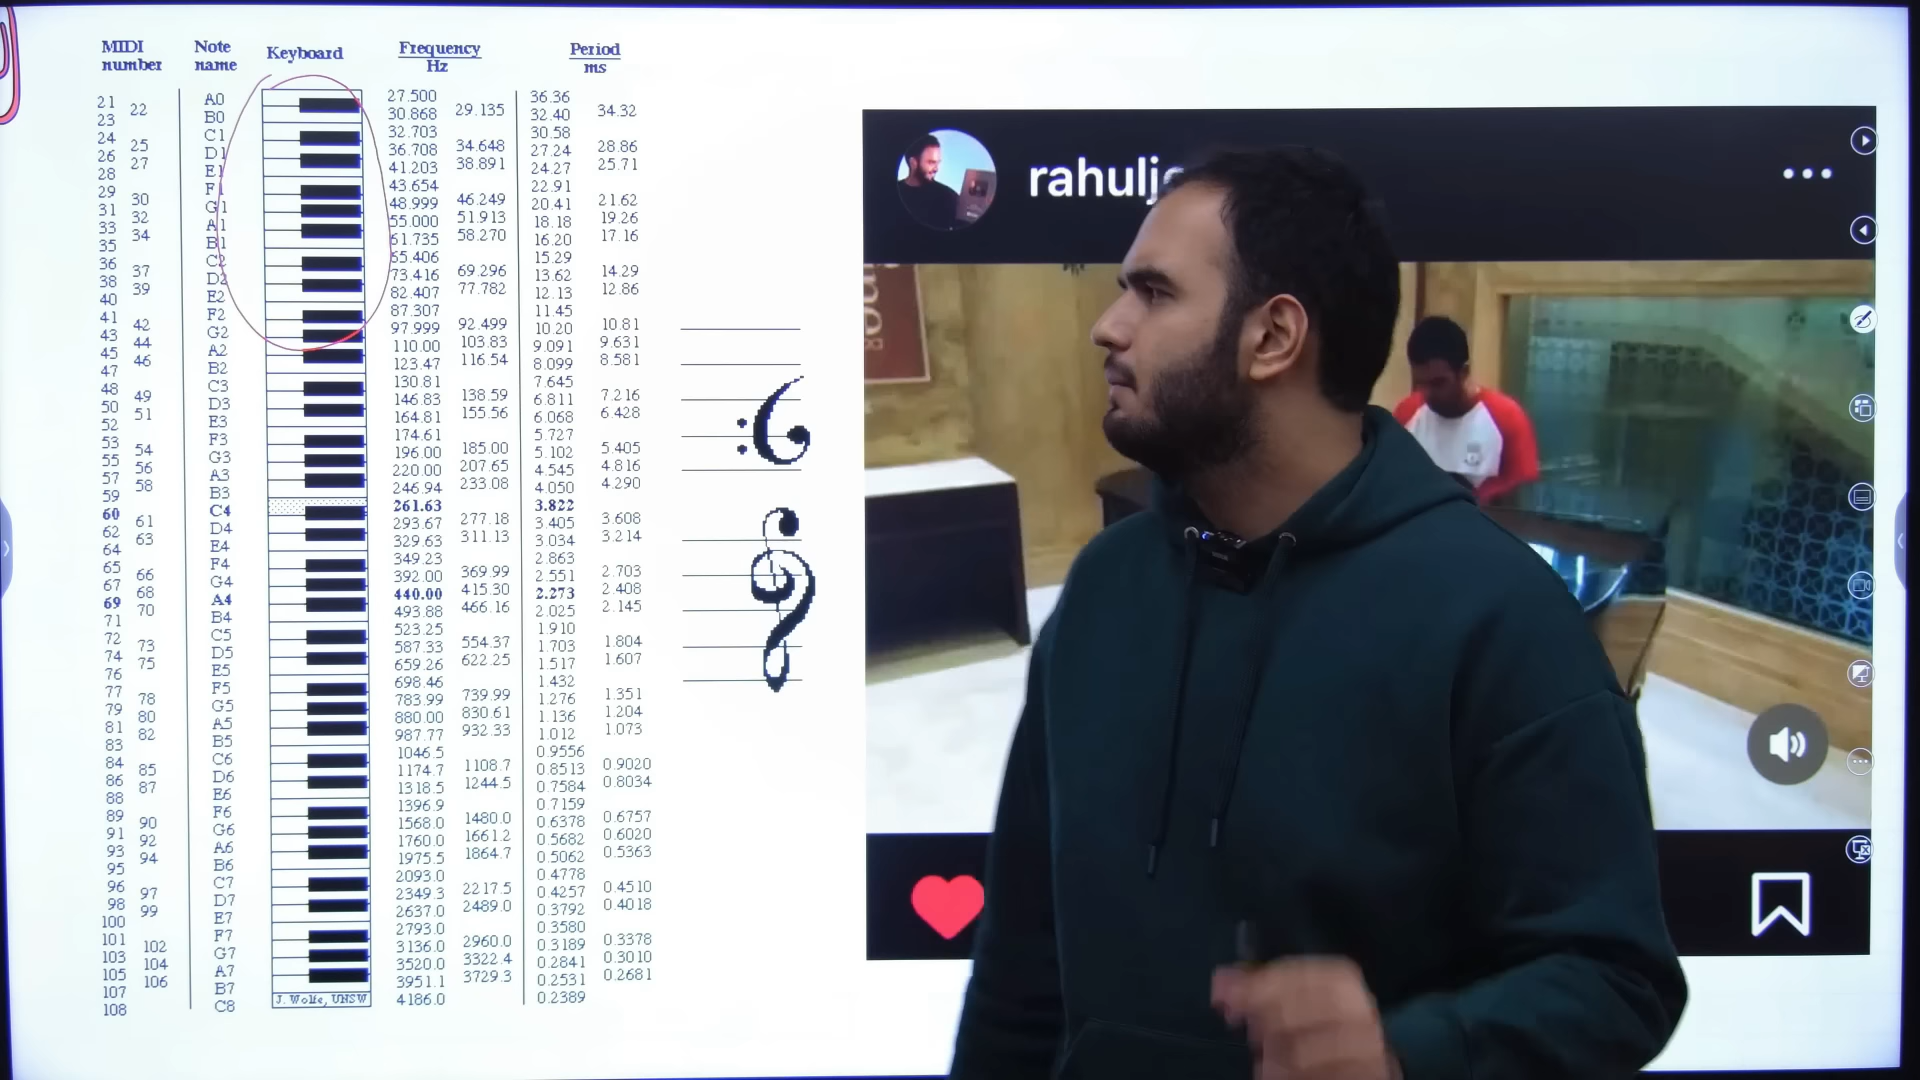 MIDI number Note name Keyboard Frequency Hz Period ms
21 A0 27.500 36.36
22 29.135 34.32
23 B0 30.868 32.40
24 C1 32.703 30.58
25 34.648 28.86
26 D1 36.708 27.24
27 38.891 25.71
28 E1 41.203 24.27
29 F1 43.654 22.91
30 46.249 21.62
31 G1 48.999 20.41
32 51.913 19.26
33 A1 55.000 18.18
34 58.270 17.16
35 B1 61.735 16.20
36 C2 65.406 15.29
37 69.296 14.29
38 D2 73.416 13.62
39 77.782 12.86
40 E2 82.407 12.13
41 F2 87.307 11.45
42 92.499 10.81
43 G2 97.999 10.20
44 103.83 9.631
45 A2 110.00 9.091
46 116.54 8.581
47 B2 123.47 8.099
48 C3 130.81 7.645
49 138.59 7.216
50 D3 146.83 6.811
51 155.56 6.428
52 E3 164.81 6.068
53 F3 174.61 5.727
54 185.00 5.405
55 G3 196.00 5.102
56 207.65 4.816
57 A3 220.00 4.545
58 233.08 4.290
59 B3 246.94 4.050
60 C4 261.63 3.822
61 277.18 3.608
62 D4 293.67 3.405
63 311.13 3.214
64 E4 329.63 3.034
65 F4 349.23 2.863
66 369.99 2.703
67 G4 392.00 2.551
68 415.30 2.408
69 A4 440.00 2.273
70 466.16 2.145
71 B4 493.88 2.025
72 C5 523.25 1.910
73 554.37 1.804
74 D5 587.33 1.703
75 622.25 1.607
76 E5 659.26 1.517
77 F5 698.46 1.432
78 739.99 1.351
79 G5 783.99 1.276
80 830.61 1.204
81 A5 880.00 1.136
82 932.33 1.073
83 B5 987.77 1.012
84 C6 1046.5 0.9556
85 1108.7 0.9020
86 D6 1174.7 0.8513
87 1244.5 0.8034
88 E6 1318.5 0.7584
89 F6 1396.9 0.7159
90 1480.0 0.6757
91 G6 1568.0 0.6378
92 1661.2 0.6020
93 A6 1760.0 0.5682
94 1864.7 0.5363
95 B6 1975.5 0.5062
96 C7 2093.0 0.4778
97 2217.5 0.4510
98 D7 2349.3 0.4257
99 2489.0 0.4018
100 E7 2637.0 0.3792
101 F7 2793.0 0.3580
102 2960.0 0.3378
103 G7 3136.0 0.3189
104 3322.4 0.3010
105 A7 3520.0 0.2841
106 3729.3 0.2681
107 B7 3951.1 0.2531
108 C8 4186.0 0.2389
J. Wolfe, UNSW
rahulj